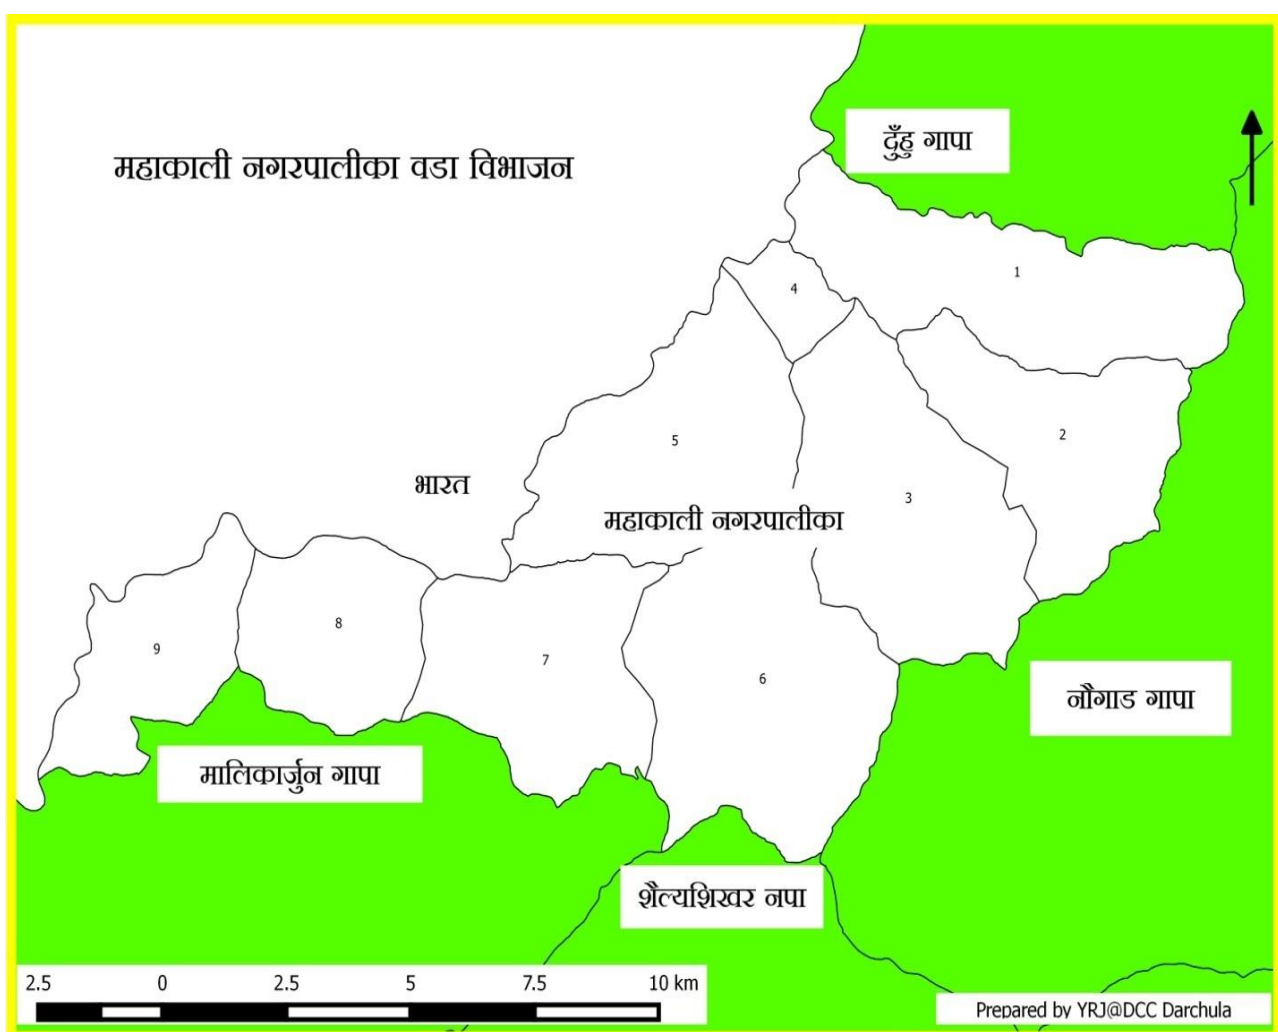 दुँहु गापा
महाकाली नगरपालीका वडा विभाजन
1
4
2
5
भारत
3
महाकाली नगरपालीका
8
9
7
6
नौगाड गापा
मालिकार्जुन गापा
शैल्यशिखर नपा
2.5 0 2.5 5 7.5 10 km
Prepared by YRJ@DCC Darchula